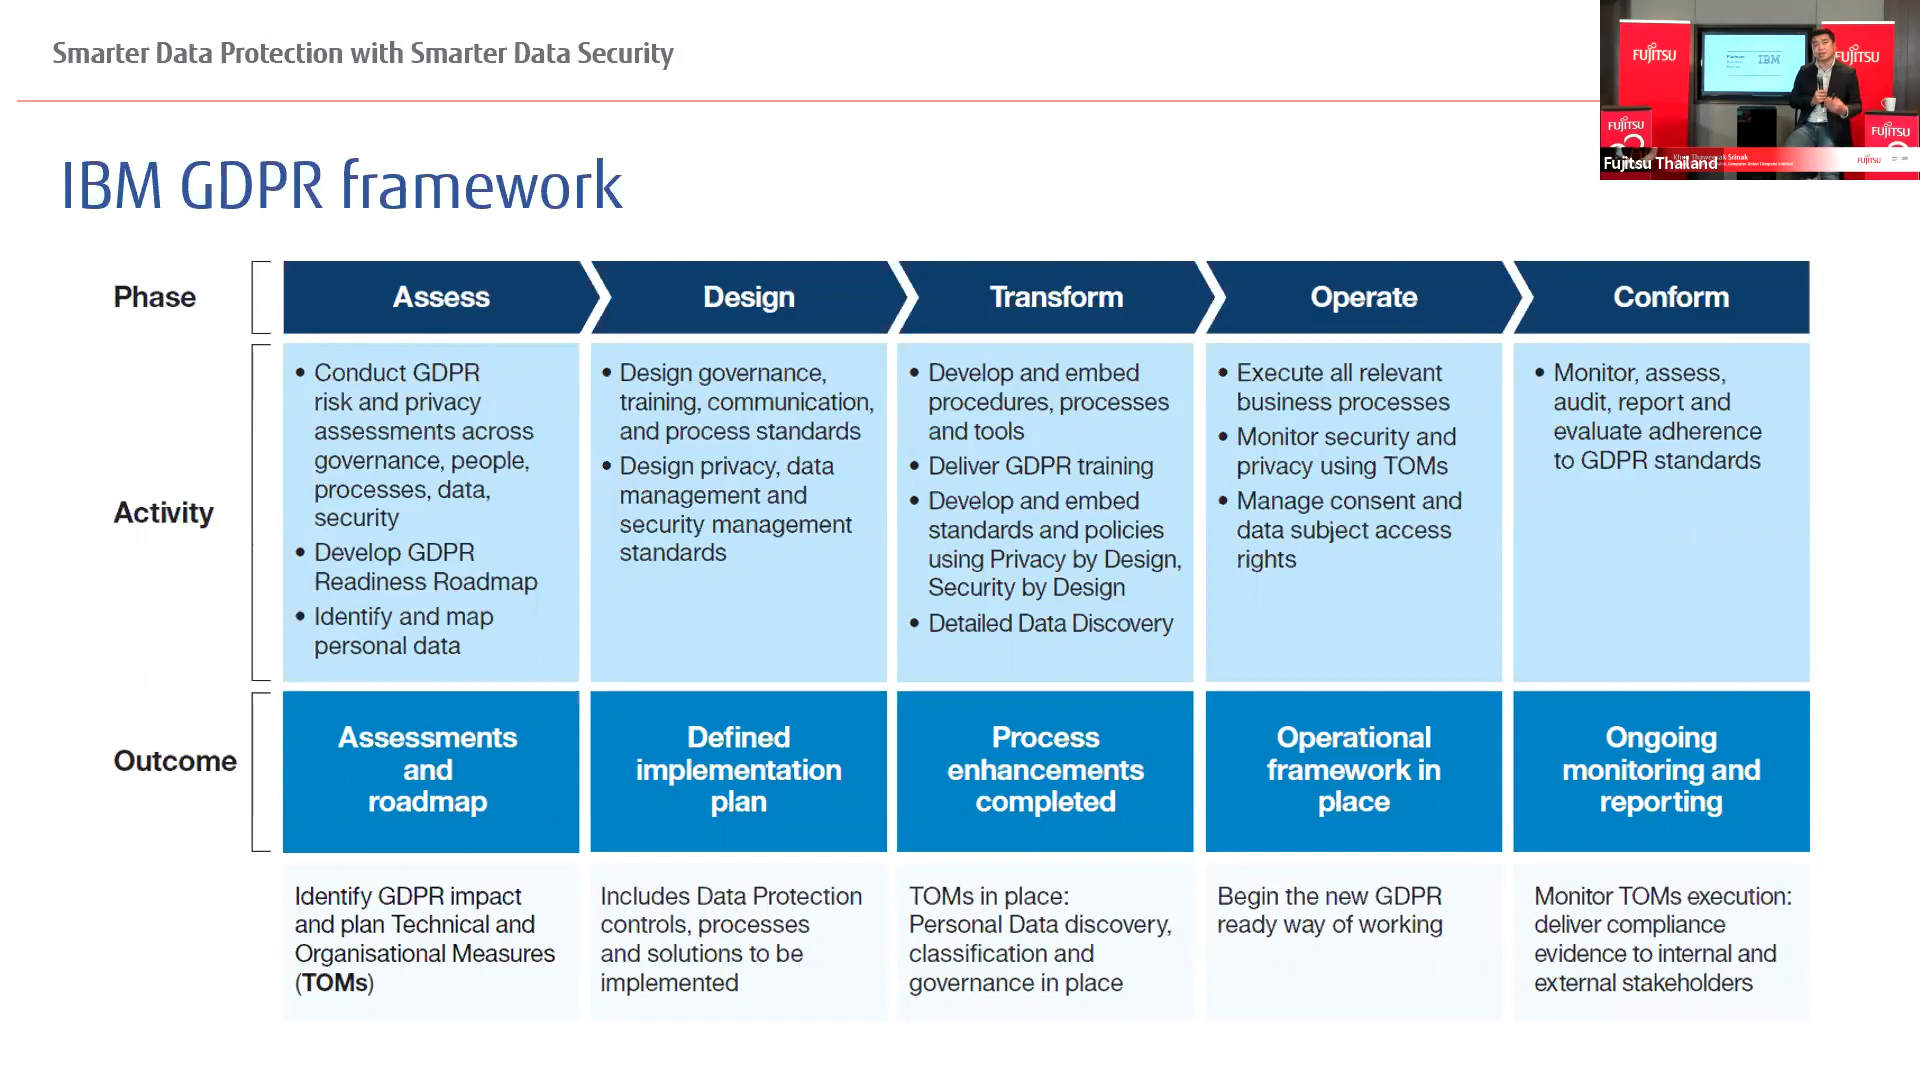 Smarter Data Protection with Smarter Data Security
FUJITSU
IBM
FUJITSU
FUJITSU
FUJITSU
Srinak
FUJITSU
Fujitsu Thailand
IBM GDPR framework
Phase
Assess
Design
Transform
Operate
Conform
Activity
• Conduct GDPR
risk and privacy
assessments across
governance, people,
processes, data,
security
• Develop GDPR
Readiness Roadmap
• Identify and map
personal data
• Design governance,
training, communication,
and process standards
• Design privacy, data
management and
security management
standards
• Develop and embed
procedures, processes
and tools
• Deliver GDPR training
• Develop and embed
standards and policies
using Privacy by Design,
Security by Design
• Detailed Data Discovery
• Execute all relevant
business processes
• Monitor security and
privacy using TOMs
• Manage consent and
data subject access
rights
• Monitor, assess,
audit, report and
evaluate adherence
to GDPR standards
Outcome
Assessments
and
roadmap
Defined
implementation
plan
Process
enhancements
completed
Operational
framework in
place
Ongoing
monitoring and
reporting
Identify GDPR impact
and plan Technical and
Organisational Measures
(TOMs)
Includes Data Protection
controls, processes
and solutions to be
implemented
TOMs in place:
Personal Data discovery,
classification and
governance in place
Begin the new GDPR
ready way of working
Monitor TOMs execution:
deliver compliance
evidence to internal and
external stakeholders